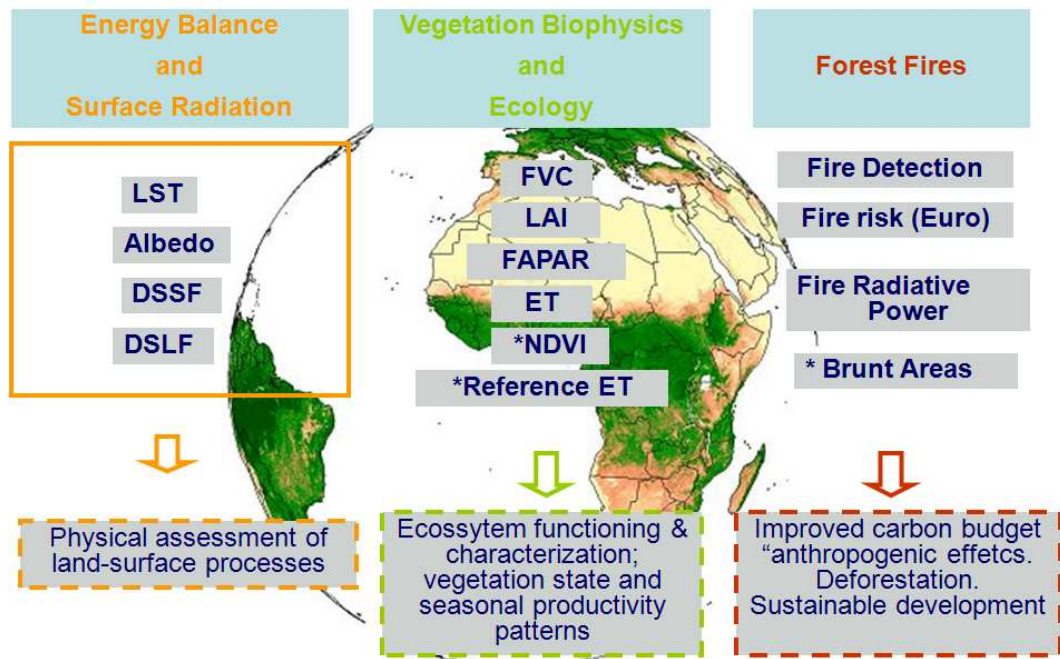 Energy Balance
and
Surface Radiation
LST
Albedo
DSSF
DSLF
Physical assessment of
land-surface processes
Vegetation Biophysics
and
Ecology
FVC
LAI
FAPAR
ET
*NDVI
*Reference ET
Ecossytem functioning &
characterization;
vegetation state and
seasonal productivity
patterns
Forest Fires
Fire Detection
Fire risk (Euro)
Fire Radiative
Power
* Brunt Areas
Improved carbon budget
“anthropogenic effetcs.
Deforestation.
Sustainable development